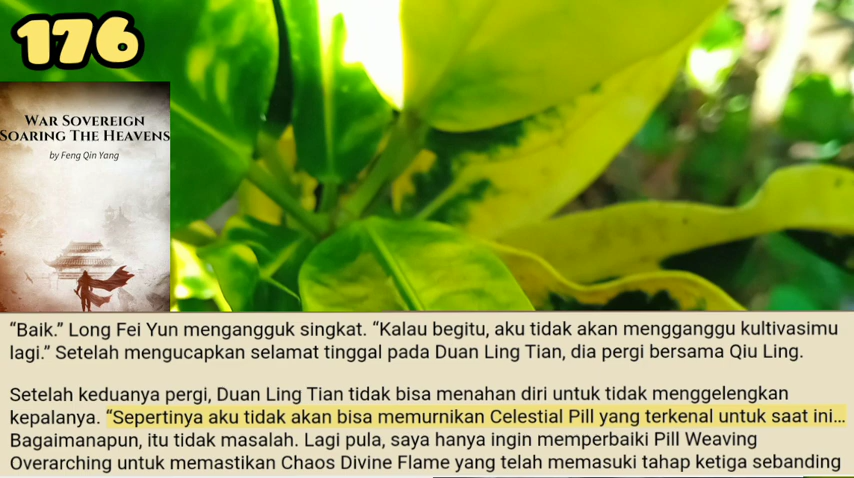 176
WAR SOVEREIGN
SOARING THE HEAVENS
by Feng Qin Yang
“Baik.” Long Fei Yun mengangguk singkat. “Kalau begitu, aku tidak akan mengganggu kultivasimu
lagi.” Setelah mengucapkan selamat tinggal pada Duan Ling Tian, dia pergi bersama Qiu Ling.
Setelah keduanya pergi, Duan Ling Tian tidak bisa menahan diri untuk tidak menggelengkan
kepalanya. “Sepertinya aku tidak akan bisa memurnikan Celestial Pill yang terkenal untuk saat ini...
Bagaimanapun, itu tidak masalah. Lagi pula, saya hanya ingin memperbaiki Pill Weaving
Overarching untuk memastikan Chaos Divine Flame yang telah memasuki tahap ketiga sebanding